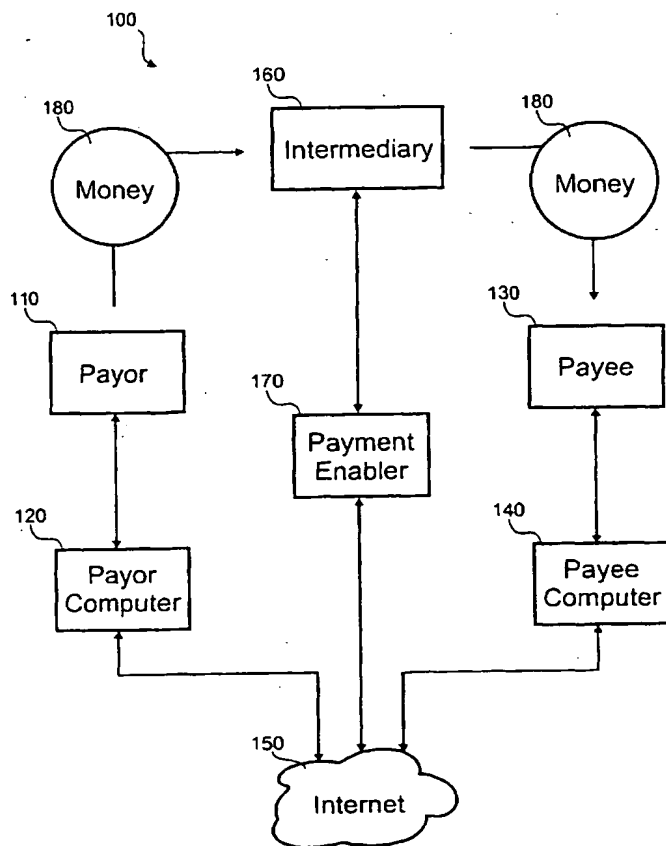 100
180
Money
160
Intermediary
180
Money
110
Payor
130
Payee
170
Payment
Enabler
120
Payor
Computer
140
Payee
Computer
150
Internet